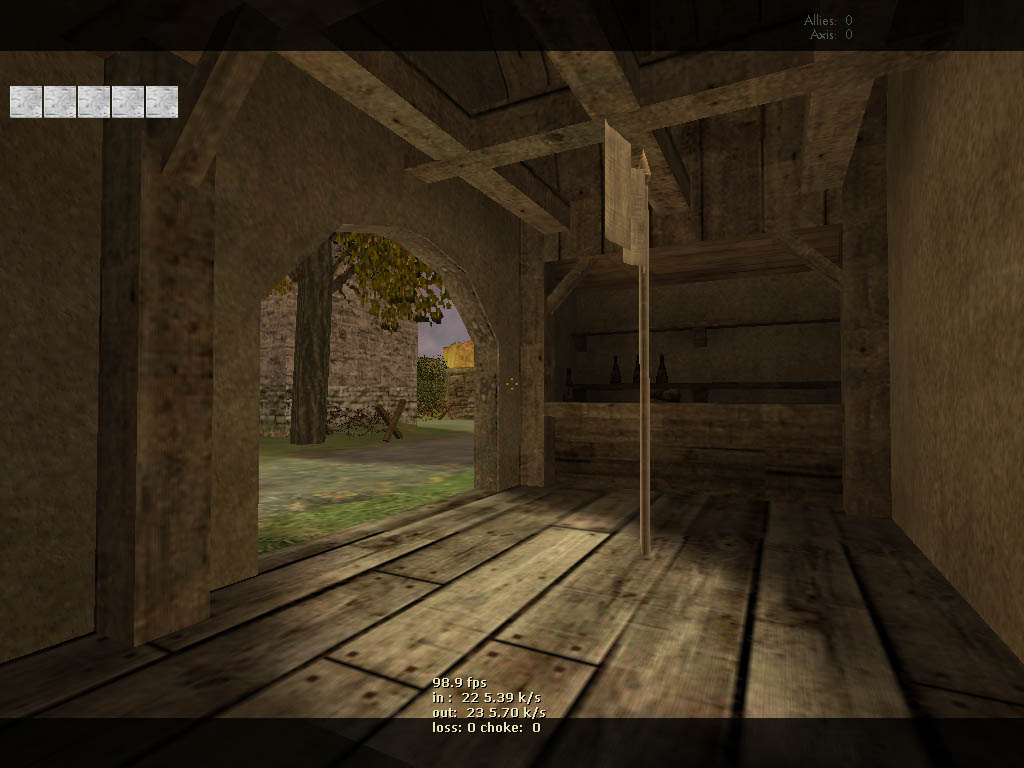 Allies: 0
Axis: 0
98.9 fps
in : 22 5.39 k/s
out: 23 5.70 k/s
loss: 0 choke: 0